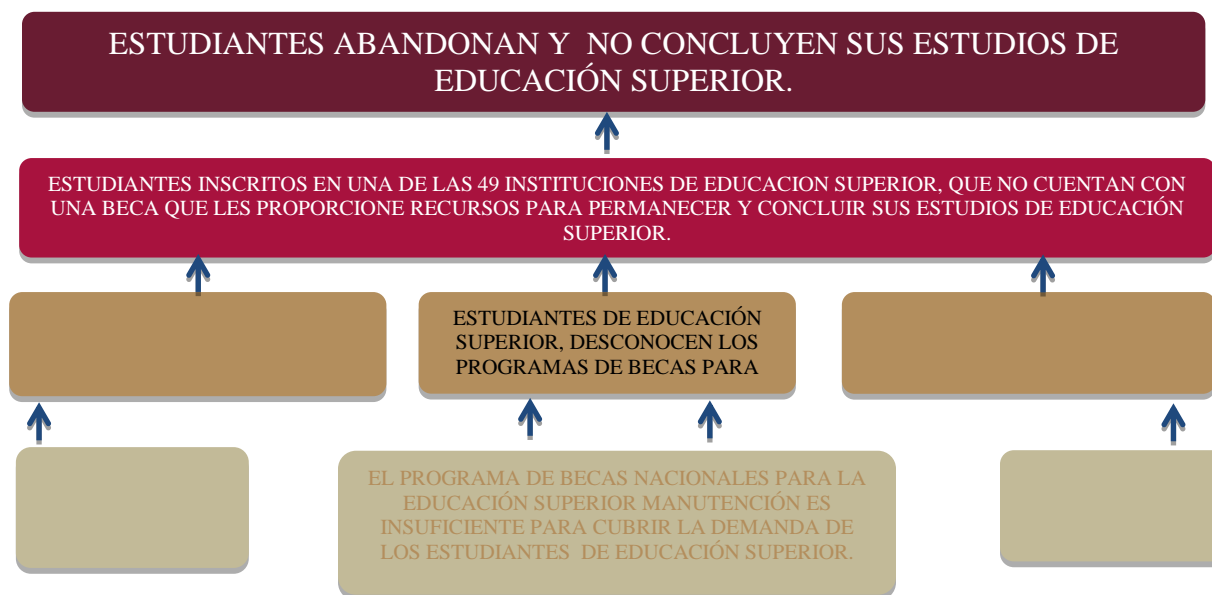 ESTUDIANTES ABANDONAN Y NO CONCLUYEN SUS ESTUDIOS DE
EDUCACIÓN SUPERIOR.
ESTUDIANTES INSCRITOS EN UNA DE LAS 49 INSTITUCIONES DE EDUCACION SUPERIOR, QUE NO CUENTAN CON
UNA BECA QUE LES PROPORCIONE RECURSOS PARA PERMANECER Y CONCLUIR SUS ESTUDIOS DE EDUCACIÓN
SUPERIOR.
ESTUDIANTES DE EDUCACIÓN
SUPERIOR, DESCONOCEN LOS
PROGRAMAS DE BECAS PARA
EL PROGRAMA DE BECAS NACIONALES PARA LA
EDUCACIÓN SUPERIOR MANUTENCIÓN ES
INSUFICIENTE PARA CUBRIR LA DEMANDA DE
LOS ESTUDIANTES DE EDUCACIÓN SUPERIOR.